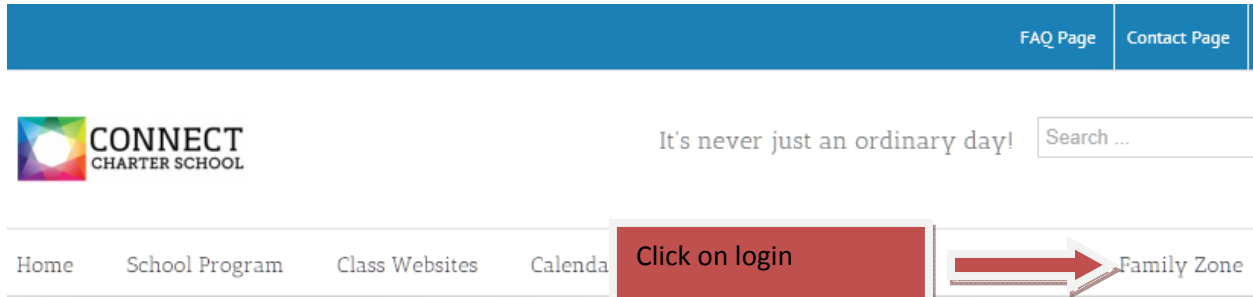 FAQ Page Contact Page
CONNECT
CHARTER SCHOOL
It's never just an ordinary day! Search ...
Home School Program Class Websites Calenda Click on login Family Zone